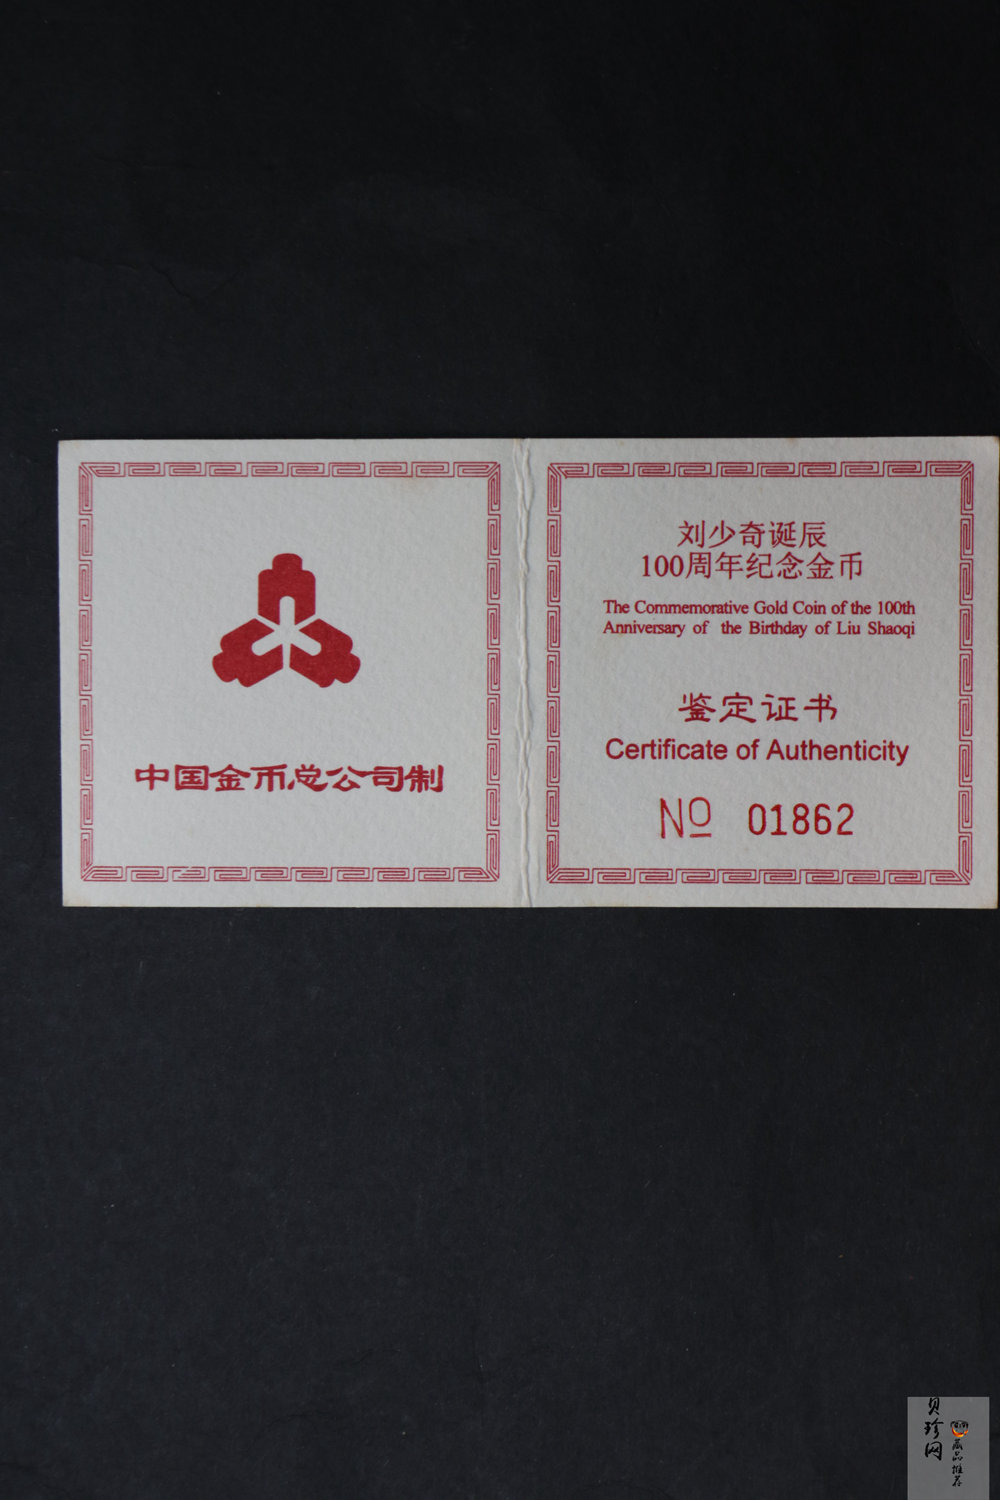 中国金币总公司制
刘少奇诞辰
100周年纪念金币
The Commemorative Gold Coin of the 100th
Anniversary of the Birthday of Liu Shaoqi
鉴定证书
Certificate of Authenticity
No 01862
贝珍网
藏品推荐